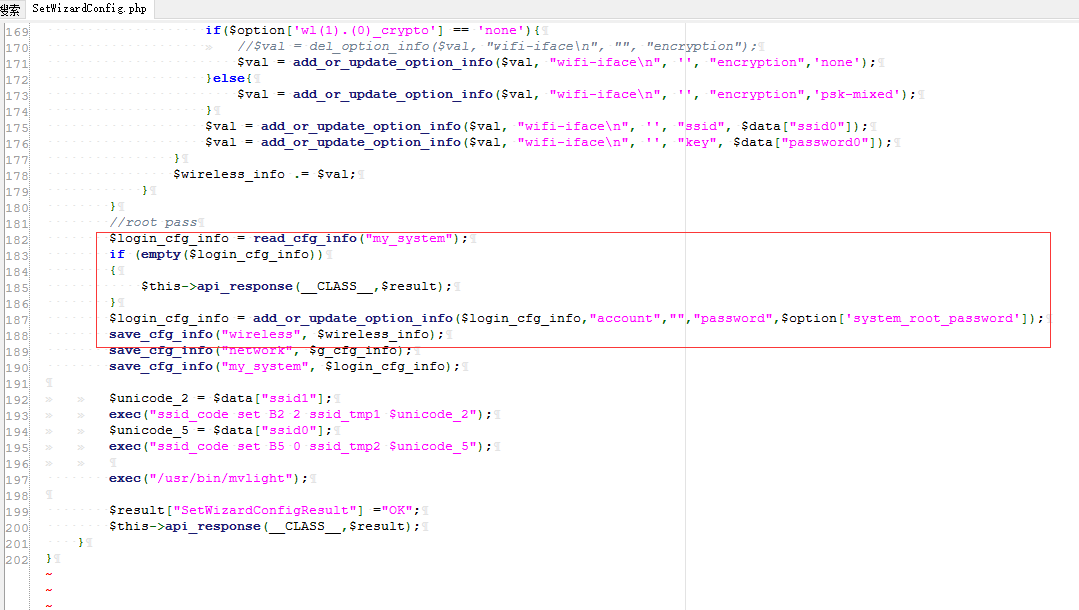 搜索 SetWizardConfig.php
169 if($option['wl(1).(0)_crypto'] == 'none'){
170 //$val = del_option_info($val, "wifi-iface\n", "", "encryption");
171 $val = add_or_update_option_info($val, "wifi-iface\n", '', "encryption",'none');
172 }else{
173 $val = add_or_update_option_info($val, "wifi-iface\n", '', "encryption",'psk-mixed');
174 }
175 $val = add_or_update_option_info($val, "wifi-iface\n", '', "ssid", $data["ssid0"]);
176 $val = add_or_update_option_info($val, "wifi-iface\n", '', "key", $data["password0"]);
177 }
178 $wireless_info .= $val;
179 }
180 }
181 //root pass
182 $login_cfg_info = read_cfg_info("my_system");
183 if (empty($login_cfg_info))
184 {
185 $this->api_response(__CLASS__,$result);
186 }
187 $login_cfg_info = add_or_update_option_info($login_cfg_info,"account","","password",$option['system_root_password']);
188 save_cfg_info("wireless", $wireless_info);
189 save_cfg_info("network", $g_cfg_info);
190 save_cfg_info("my_system", $login_cfg_info);
191
192 $unicode_2 = $data["ssid1"];
193 exec("ssid_code set B2 2 ssid_tmp1 $unicode_2");
194 $unicode_5 = $data["ssid0"];
195 exec("ssid_code set B5 0 ssid_tmp2 $unicode_5");
196
197 exec("/usr/bin/mvlight");
198
199 $result["SetWizardConfigResult"] ="OK";
200 $this->api_response(__CLASS__,$result);
201 }
202 }
~
~
~